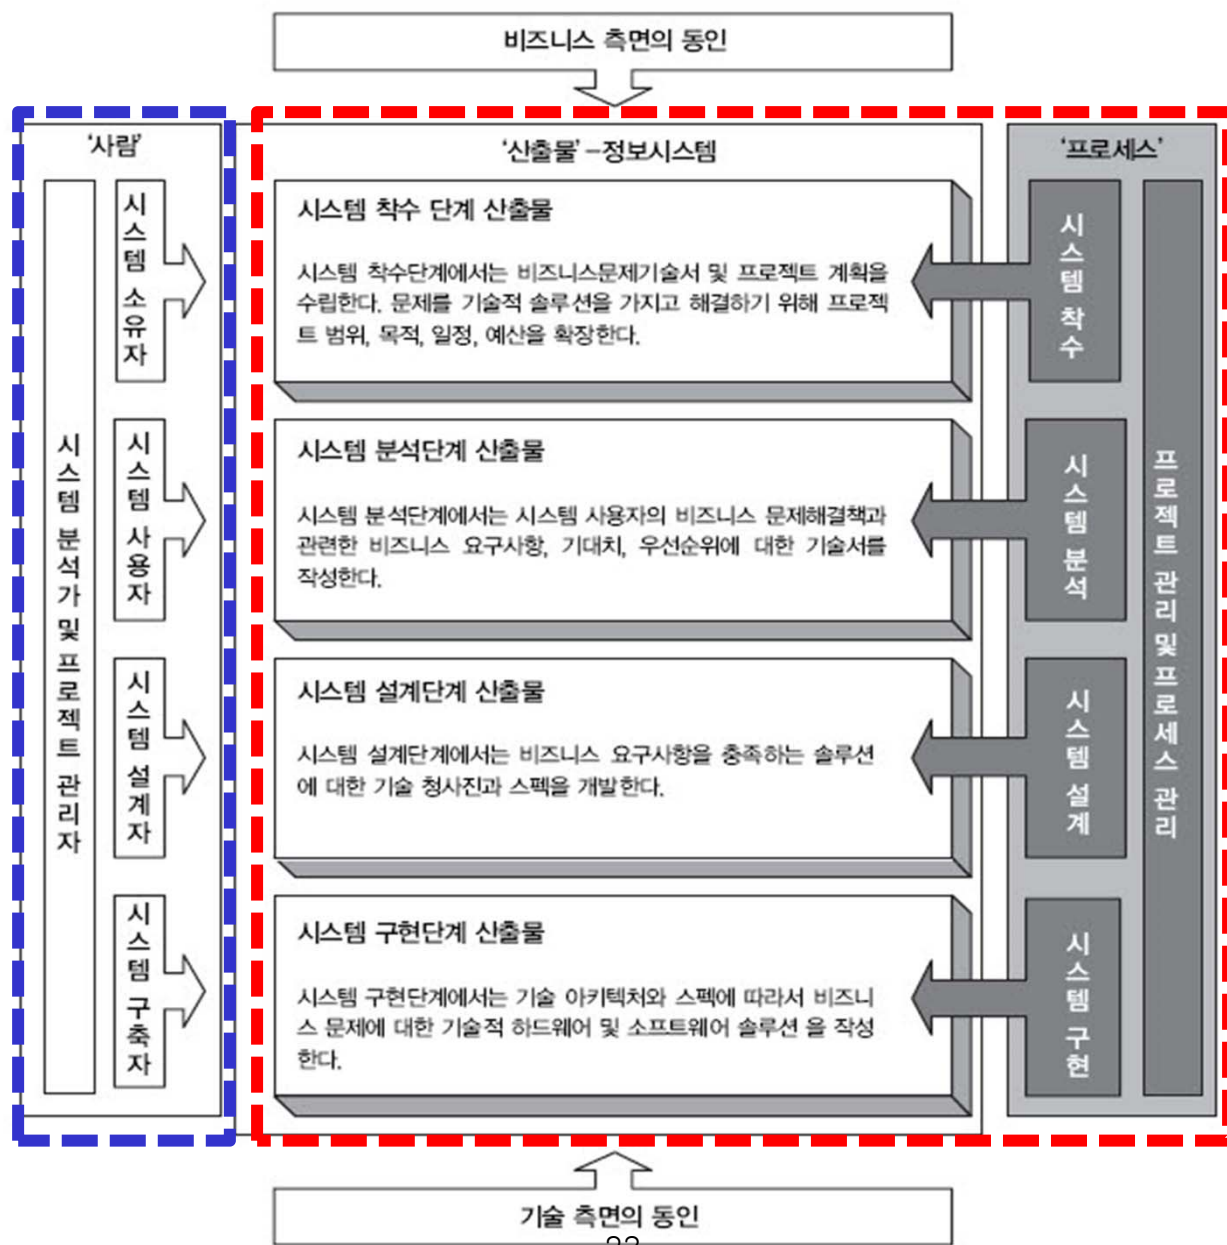 비즈니스 측면의 동인
'사람'
시스템 분석가 및 프로젝트 관리자
시스템 소유자
시스템 사용자
시스템 설계자
시스템 구축자
'산출물'–정보시스템
시스템 착수 단계 산출물
시스템 착수단계에서는 비즈니스문제기술서 및 프로젝트 계획을
수립한다. 문제를 기술적 솔루션을 가지고 해결하기 위해 프로젝
트 범위, 목적, 일정, 예산을 확장한다.
시스템 분석단계 산출물
시스템 분석단계에서는 시스템 사용자의 비즈니스 문제해결책과
관련한 비즈니스 요구사항, 기대치, 우선순위에 대한 기술서를
작성한다.
시스템 설계단계 산출물
시스템 설계단계에서는 비즈니스 요구사항을 충족하는 솔루션
에 대한 기술 청사진과 스펙을 개발한다.
시스템 구현단계 산출물
시스템 구현단계에서는 기술 아키텍처와 스펙에 따라서 비즈니
스 문제에 대한 기술적 하드웨어 및 소프트웨어 솔루션 을 작성
한다.
'프로세스'
시스템 착수
시스템 분석
시스템 설계
시스템 구현
프로젝트 관리 및 프로세스 관리
기술 측면의 동인